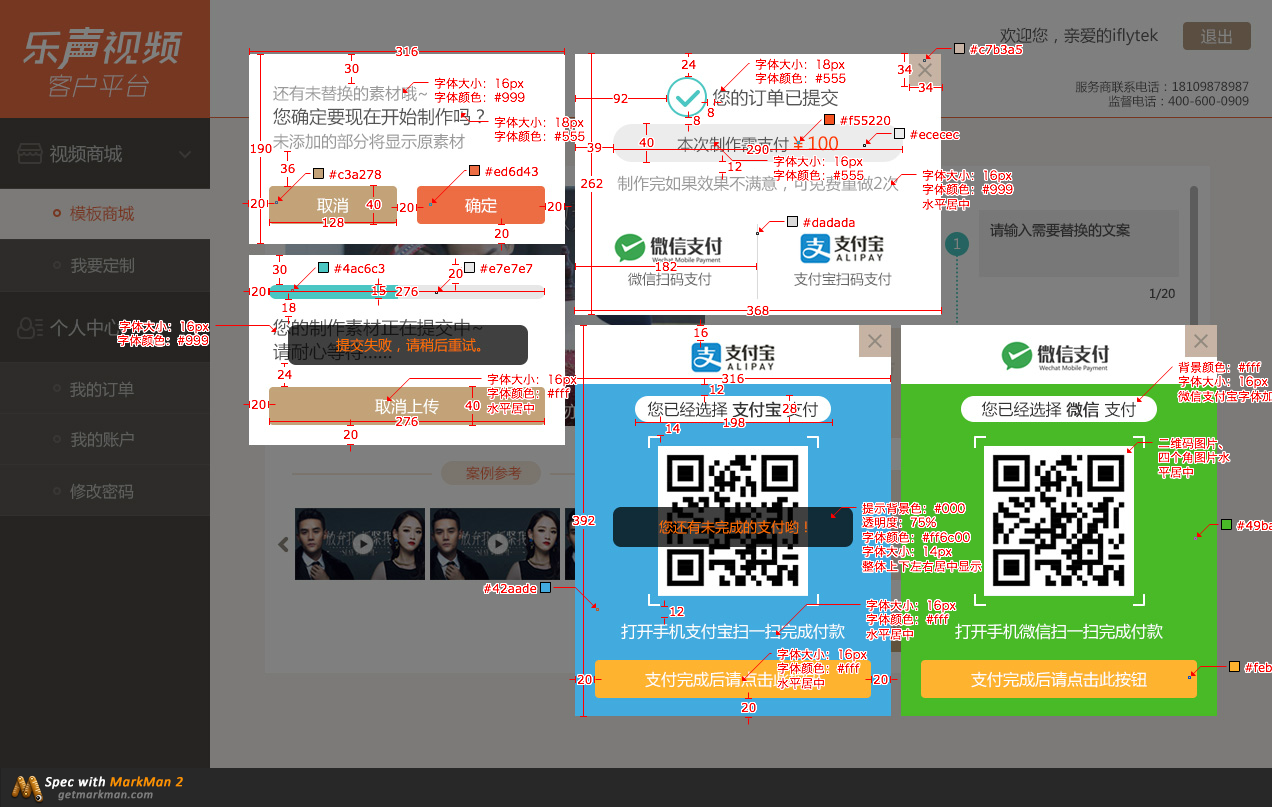 乐声视频
客户平台
欢迎您，亲爱的iflytek
退出
服务商联系电话：18109878987
监督电话：400-600-0909
视频商城
模板商城
我要定制
个人中心
我的订单
我的账户
修改密码
字体大小：16px
字体颜色：#999
316
30
字体大小：16px
字体颜色：#999
还有未替换的素材哦~
您确定要现在开始制作吗？
字体大小：18px
字体颜色：#555
未添加的部分将显示原素材
190
36
#c3a278
#ed6d43
20
取消
40
20
确定
20
128
20
30
#4ac6c3
20
#e7e7e7
20
15
276
18
您的制作素材正在提交中~
请耐心等待......
提交失败，请稍后重试。
24
字体大小：16px
字体颜色：#fff
水平居中
20
取消上传
40
276
20
24
字体大小：18px
字体颜色：#555
34
#c7b3a5
34
92
您的订单已提交
8
8
#f55220
#ececec
39
40
本次制作需支付 ￥100
290
12
字体大小：16px
字体颜色：#555
262
制作完如果效果不满意，可免费重做2次
字体大小：16px
字体颜色：#999
水平居中
#dadada
微信支付
Wechat Mobile Payment
支付宝
ALIPAY
182
微信扫码支付
支付宝扫码支付
368
1
请输入需要替换的文案
1/20
案例参考
16
支付宝
ALIPAY
316
12
您已经选择 支付宝 支付
28
198
14
392
您还有未完成的支付哟！
提示背景色：#000
透明度：75%
字体颜色：#ff6c00
字体大小：14px
整体上下左右居中显示
#42aade
12
字体大小：16px
字体颜色：#fff
水平居中
打开手机支付宝扫一扫完成付款
字体大小：16px
字体颜色：#fff
水平居中
20
支付完成后请点击此按钮
20
20
微信支付
Wechat Mobile Payment
背景颜色：#fff
字体大小：16px
微信支付宝字体加
您已经选择 微信 支付
二维码图片、
四个角图片水
平居中
#49ba
打开手机微信扫一扫完成付款
支付完成后请点击此按钮
#feb
Spec with MarkMan 2
getmarkman.com